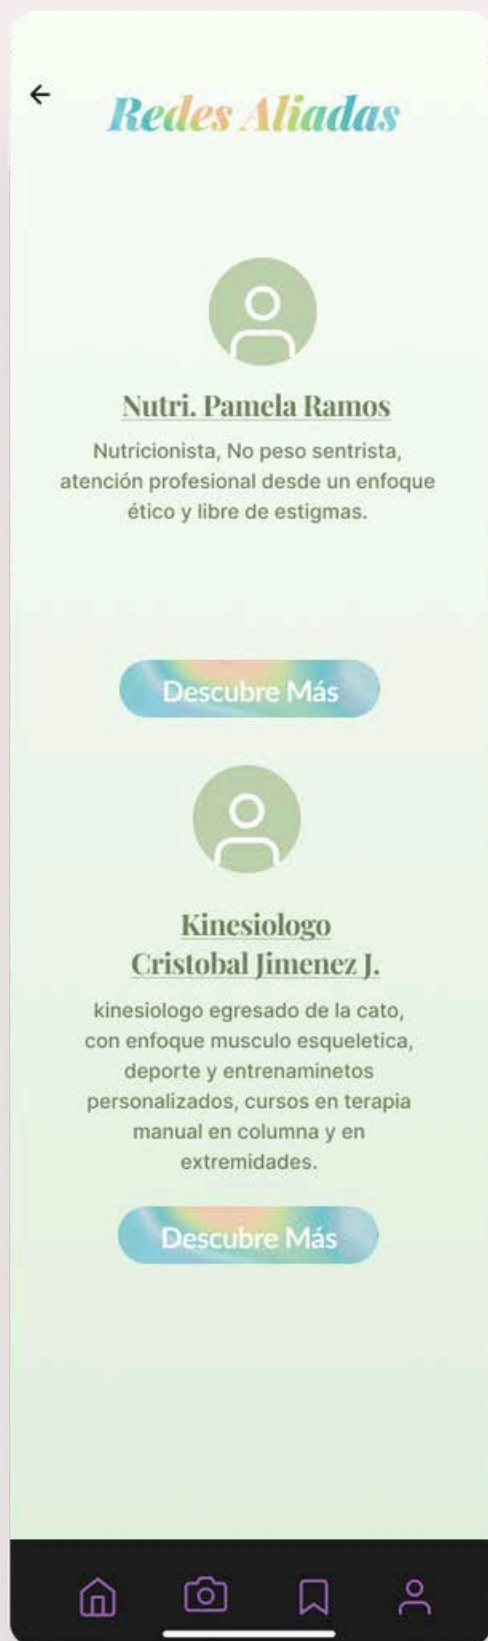 Redes Aliadas
Nutri. Pamela Ramos
Nutricionista, No peso sentrista,
atención profesional desde un enfoque
ético y libre de estigmas.
Descubre Más
Kinesiologo
Cristobal Jimenez J.
kinesiologo egresado de la cato,
con enfoque musculo esqueletica,
deporte y entrenaminetos
personalizados, cursos en terapia
manual en columna y en
extremidades.
Descubre Más